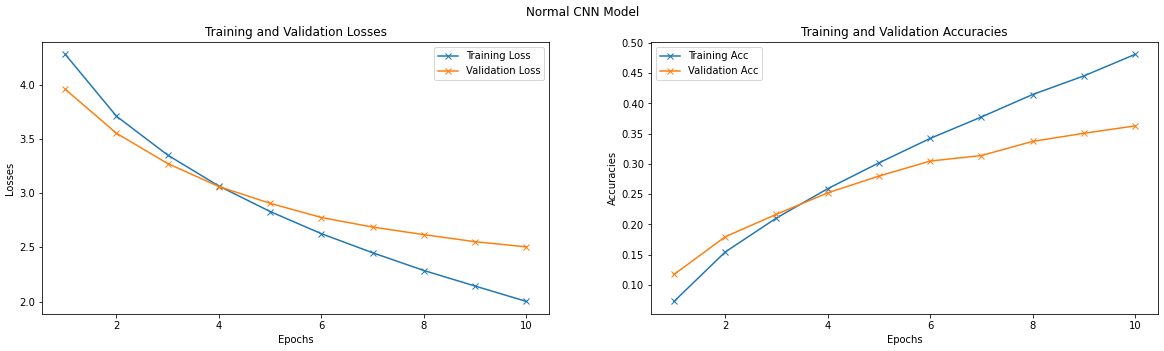 Normal CNN Model
Training and Validation Losses
Training Loss
Validation Loss
4.0
3.5
3.0
2.5
2.0
Losses
2 4 6 8 10
Epochs
Training and Validation Accuracies
Training Acc
Validation Acc
0.50
0.45
0.40
0.35
0.30
0.25
0.20
0.15
0.10
Accuracies
2 4 6 8 10
Epochs